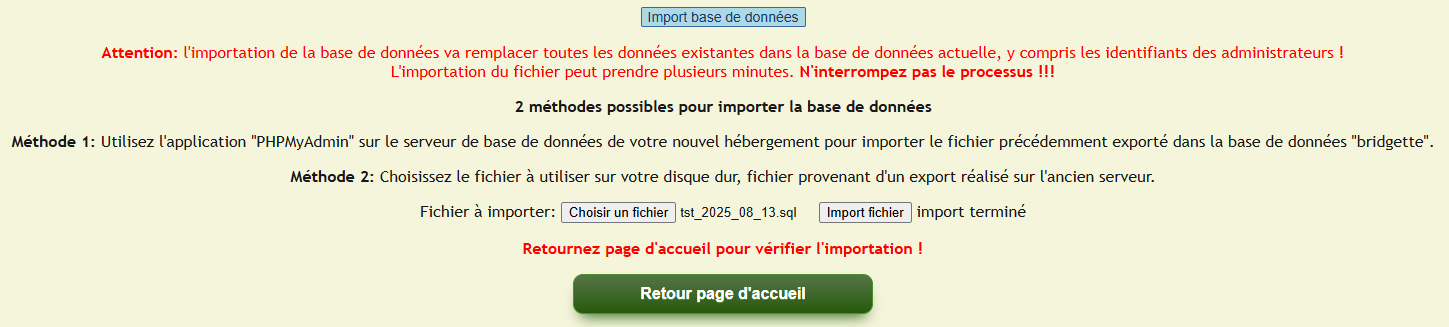 Import base de données
Attention: l'importation de la base de données va remplacer toutes les données existantes dans la base de données actuelle, y compris les identifiants des administrateurs !
L'importation du fichier peut prendre plusieurs minutes. N'interrompez pas le processus !!!
2 méthodes possibles pour importer la base de données
Méthode 1: Utilisez l'application "PHPMyAdmin" sur le serveur de base de données de votre nouvel hébergement pour importer le fichier précédemment exporté dans la base de données "bridgette".
Méthode 2: Choisissez le fichier à utiliser sur votre disque dur, fichier provenant d'un export réalisé sur l'ancien serveur.
Fichier à importer: Choisir un fichier tst_2025_08_13.sql Import fichier import terminé
Retournez page d'accueil pour vérifier l'importation !
Retour page d'accueil